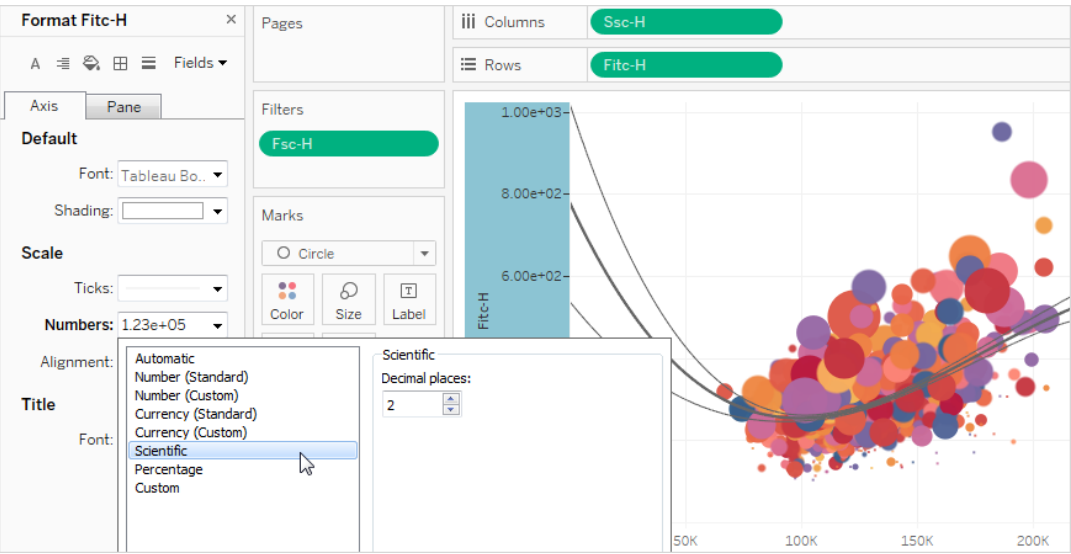 Format Fitc-H
Fields
Axis
Pane
Default
Font: Tableau Bo..
Shading:
Scale
Ticks:
Numbers: 1.23e+05
Alignment:
Title
Font:
Automatic
Number (Standard)
Number (Custom)
Currency (Standard)
Currency (Custom)
Scientific
Percentage
Custom
Scientific
Decimal places:
2
Pages
Filters
Fsc-H
Marks
Circle
Color
Size
Label
Columns
Ssc-H
Rows
Fitc-H
1.00e+03
8.00e+02
6.00e+02
Fitc-H
50K
100K
150K
200K